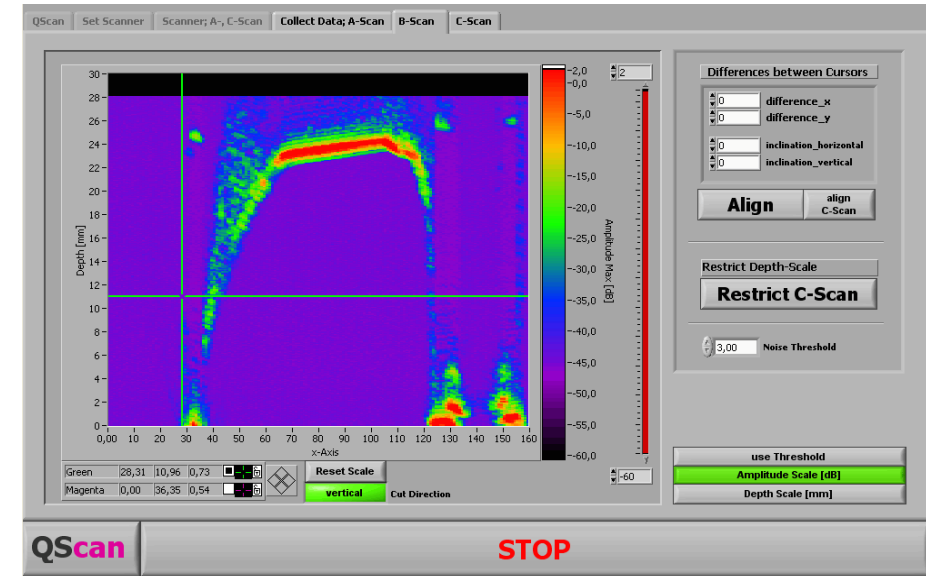 QScan Set Scanner Scanner; A-, C-Scan Collect Data; A-Scan B-Scan C-Scan
30
28
26
24
22
20
18
16
14
12
10
8
6
4
2
0
Depth [mm]
0,00 10 20 30 40 50 60 70 80 90 100 110 120 130 140 150 160
x-Axis
2,0
-0,0
-5,0
-10,0
-15,0
-20,0
-25,0
-30,0
-35,0
-40,0
-45,0
-50,0
-55,0
-60,0
Amplitude Max [dB]
2
-60
Green 28,31 10,96 0,73
Magenta 0,00 36,35 0,54
Reset Scale
vertical Cut Direction
Differences between Cursors
0 difference_x
0 difference_y
0 inclination_horizontal
0 inclination_vertical
Align
align
C-Scan
Restrict Depth-Scale
Restrict C-Scan
3,00 Noise Threshold
use Threshold
Amplitude Scale [dB]
Depth Scale [mm]
QScan STOP